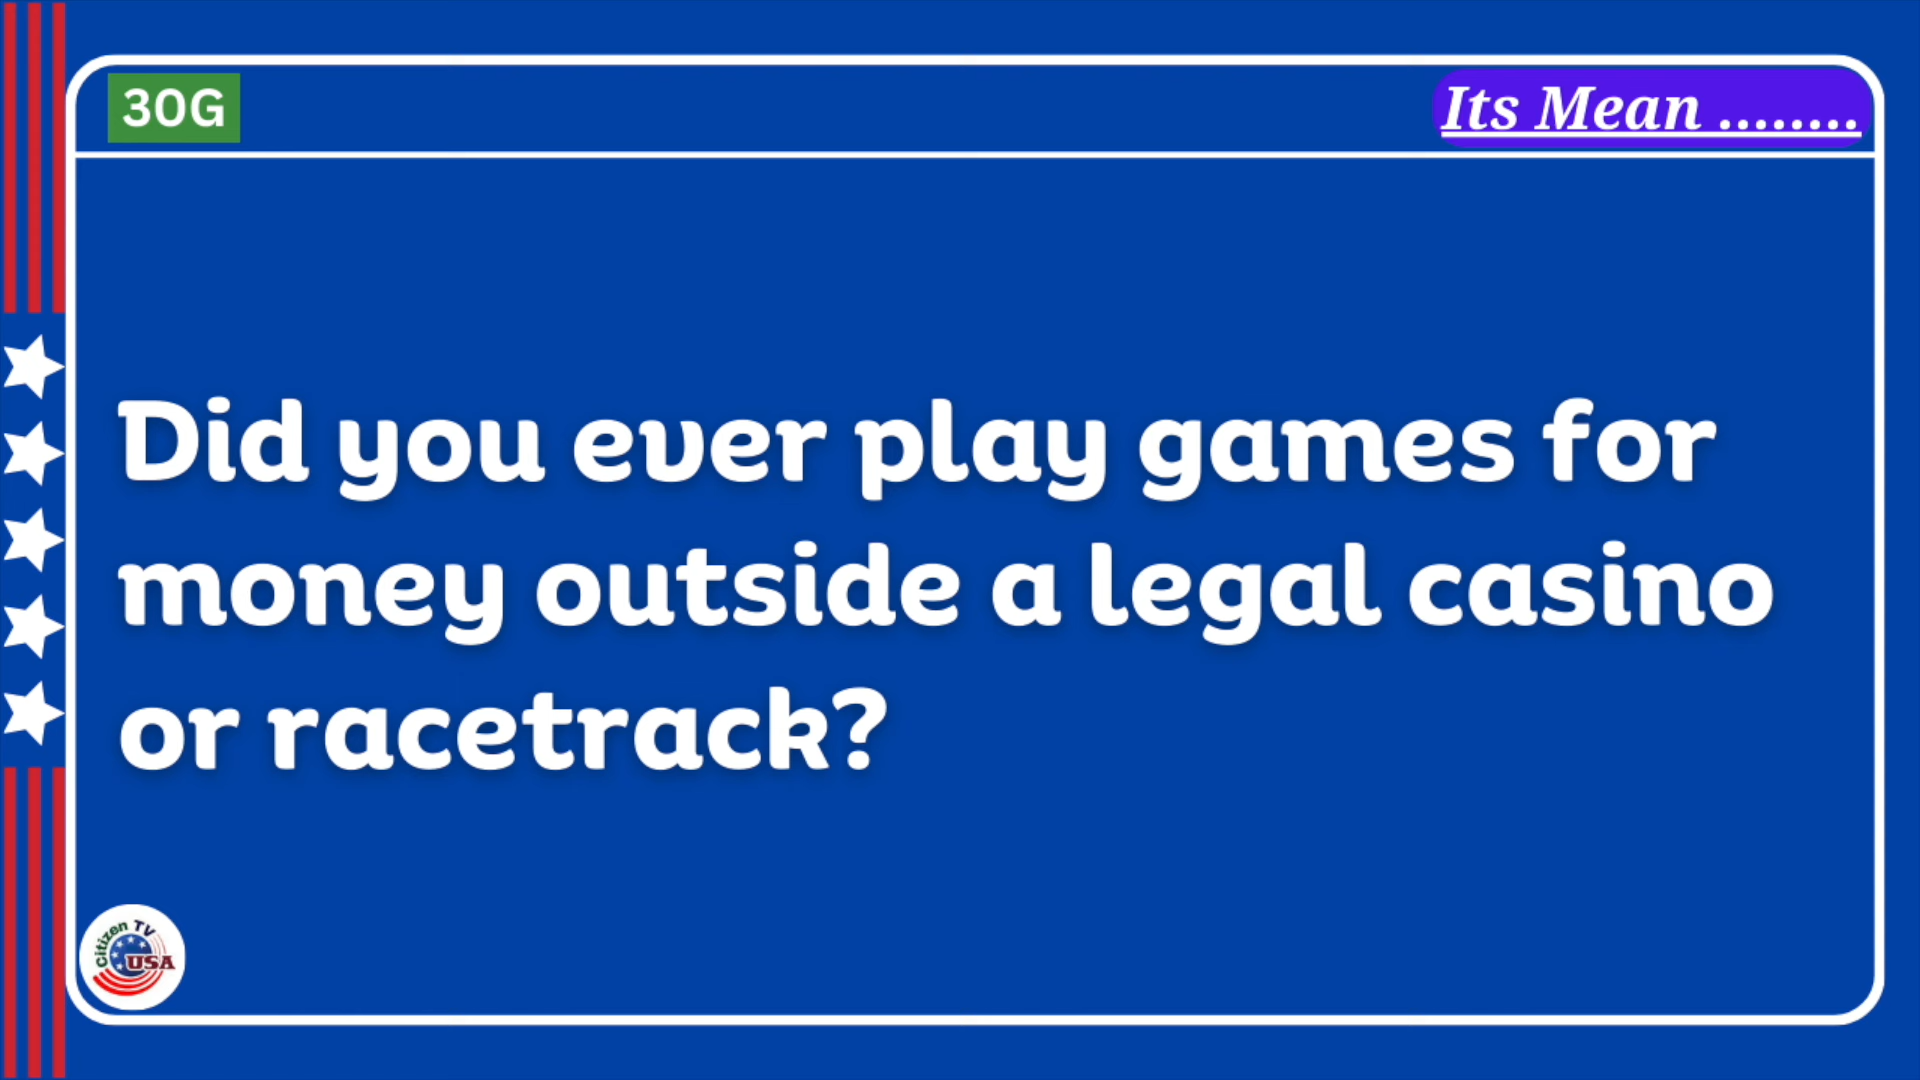 30G
Its Mean ........
Did you ever play games for
money outside a legal casino
or racetrack?
Citizen TV
USA